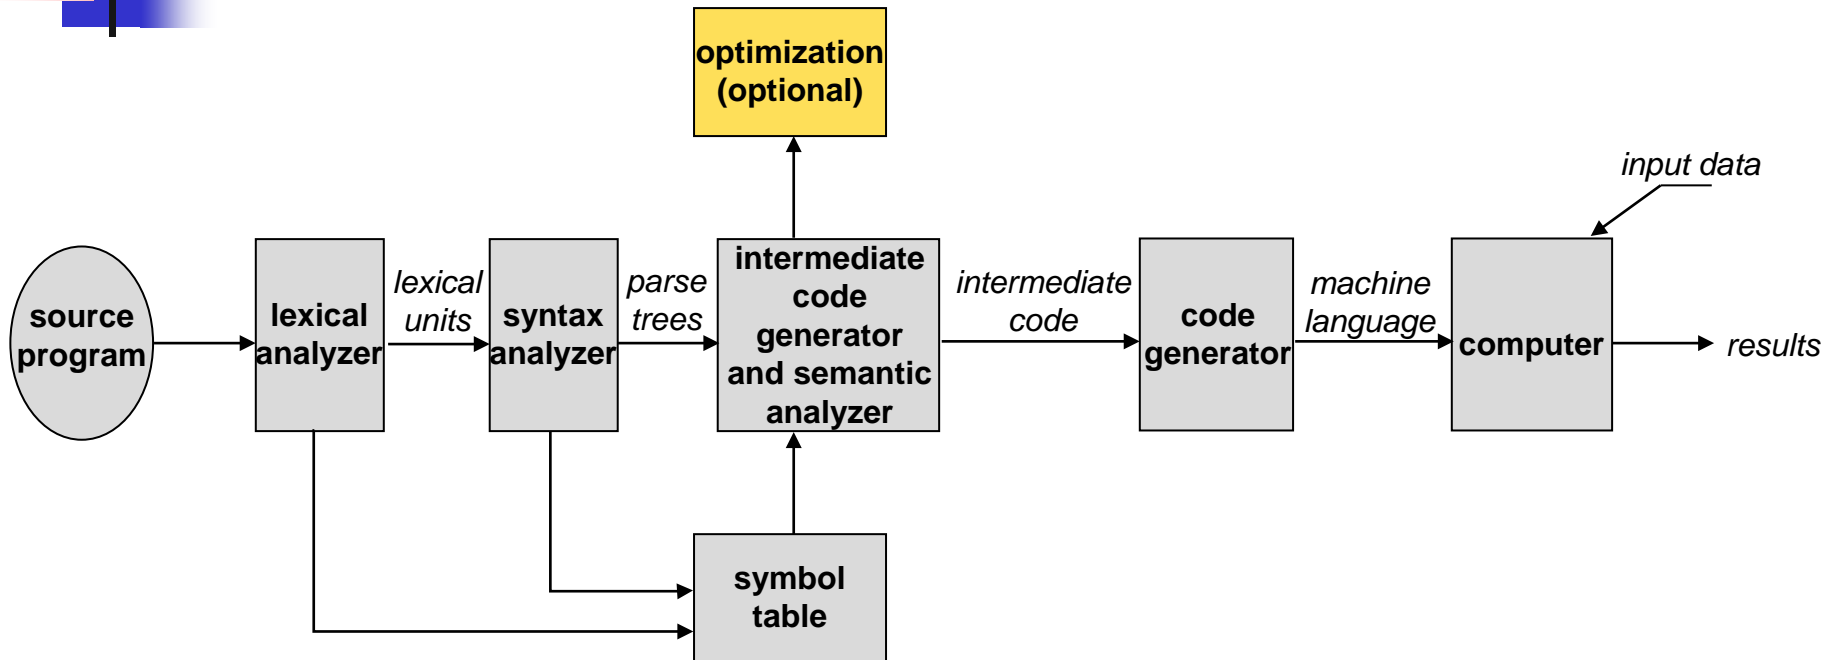 optimization
(optional)
input data
source
program
lexical
analyzer
lexical
units
syntax
analyzer
parse
trees
intermediate
code
generator
and semantic
analyzer
intermediate
code
code
generator
machine
language
computer
results
symbol
table